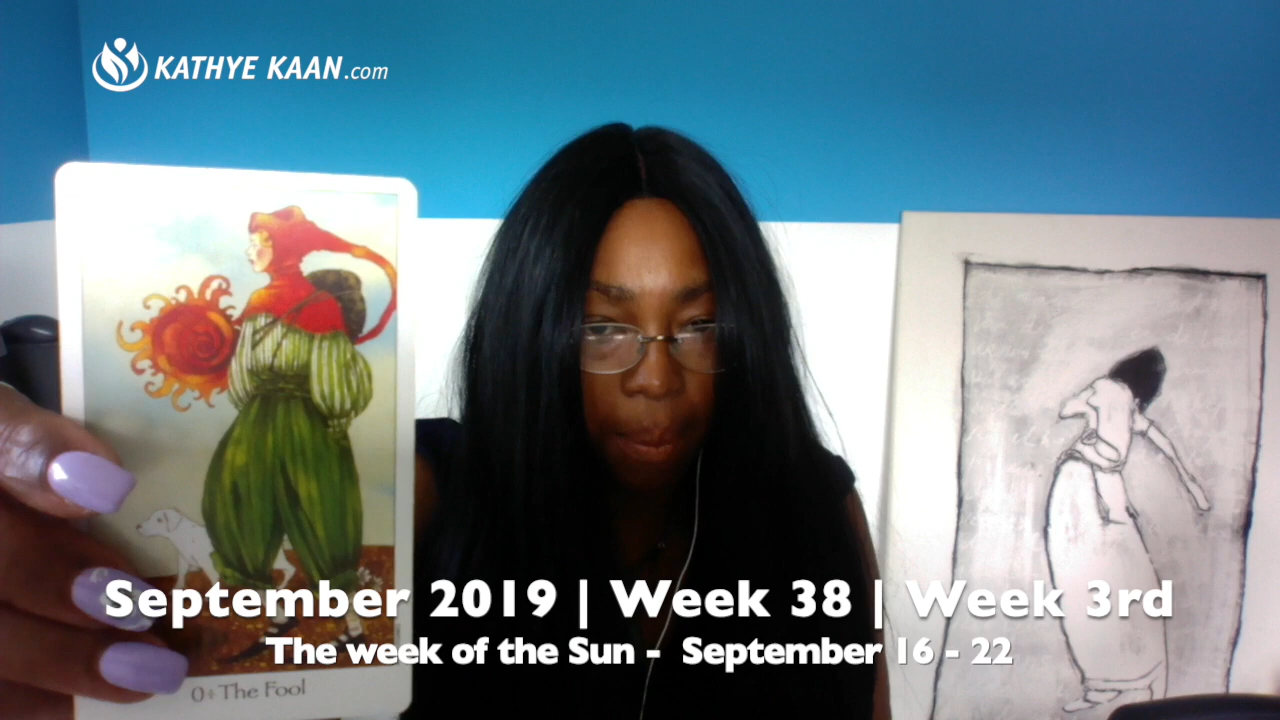 KATHYE KAAN.com
September 2019 | Week 38 | Week 3rd
The week of the Sun - September 16 - 22
0÷The Fool